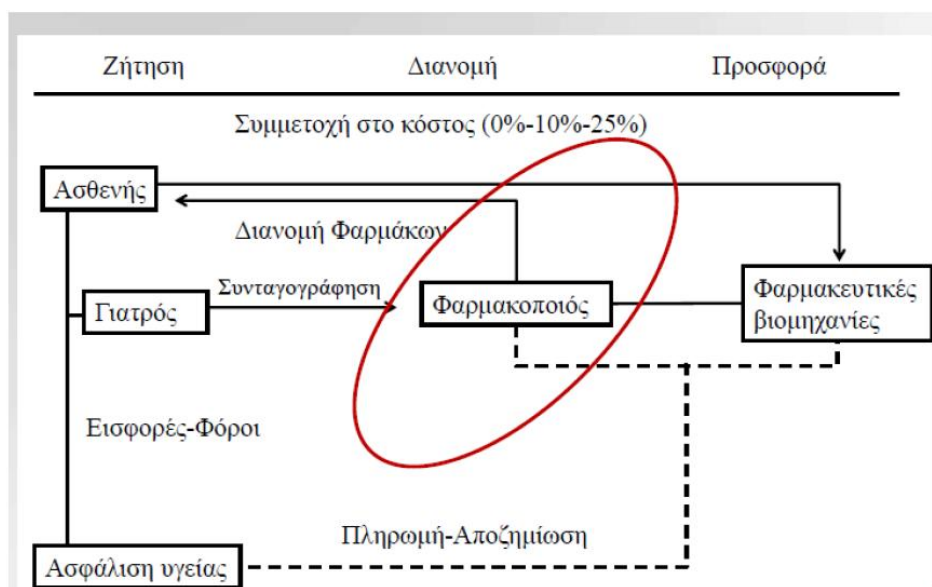 Ζήτηση Διανομή Προσφορά
Συμμετοχή στο κόστος (0%-10%-25%)
Ασθενής
Διανομή Φαρμάκων
Συνταγογράφηση
Γιατρός
Φαρμακοποιός
Φαρμακευτικές
βιομηχανίες
Εισφορές-Φόροι
Πληρωμή-Αποζημίωση
Ασφάλιση υγείας